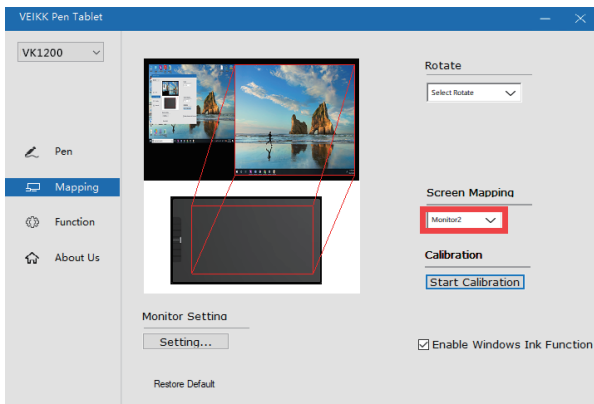 VEIKK Pen Tablet
VK1200
Pen
Mapping
Function
About Us
Rotate
Select Rotate
Screen Mapping
Monitor2
Calibration
Start Calibration
Monitor Setting
Setting...
Enable Windows Ink Function
Restore Default